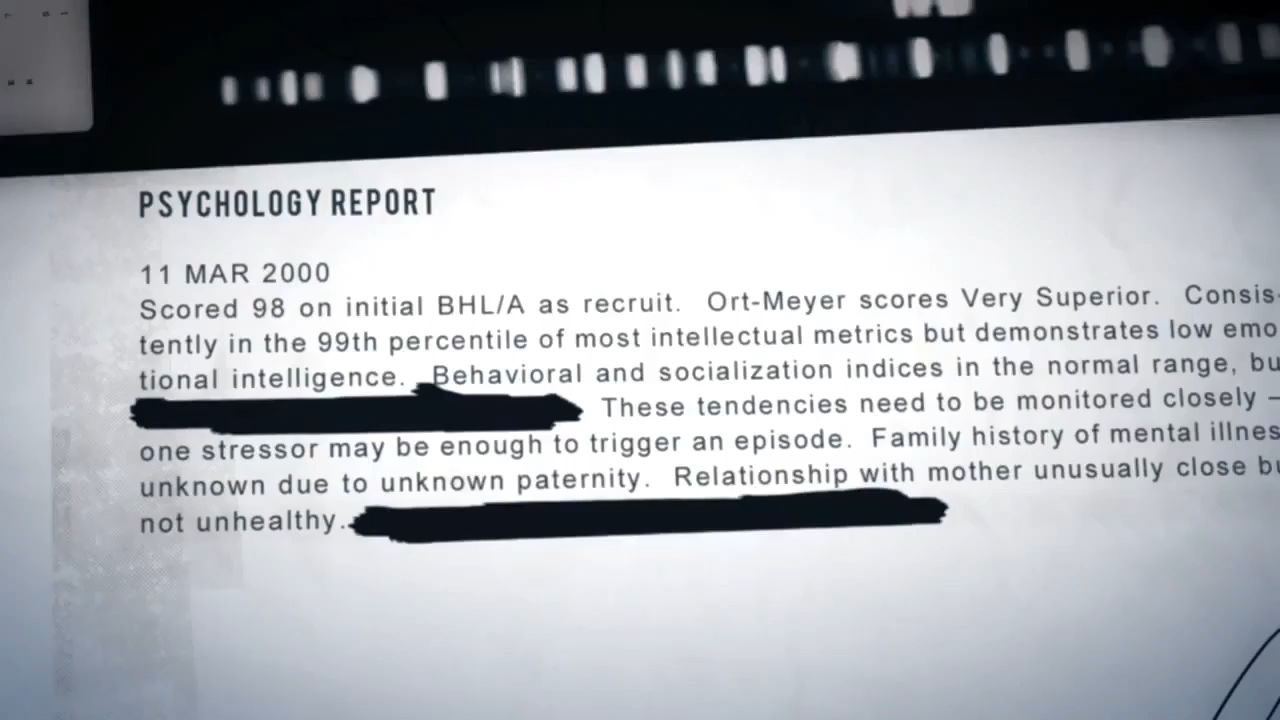 PSYCHOLOGY REPORT
11 MAR 2000
Scored 98 on initial BHL/A as recruit. Ort-Meyer scores Very Superior. Consis-
tently in the 99th percentile of most intellectual metrics but demonstrates low emo
tional intelligence. Behavioral and socialization indices in the normal range, bu
These tendencies need to be monitored closely –
one stressor may be enough to trigger an episode. Family history of mental illnes
unknown due to unknown paternity. Relationship with mother unusually close bu
not unhealthy.